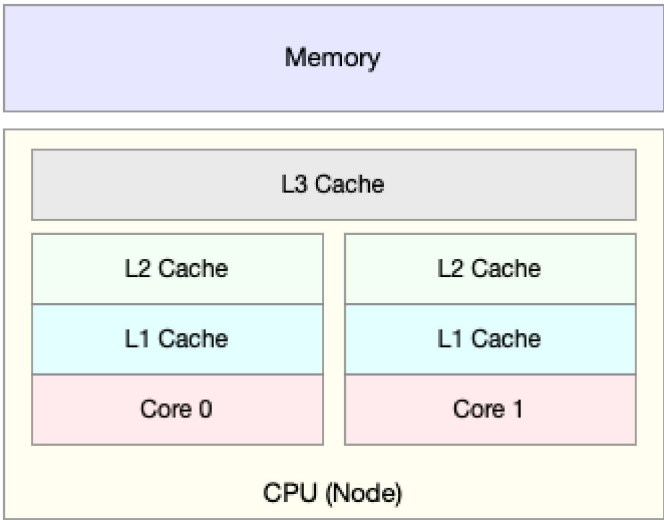 Memory
L3 Cache
L2 Cache
L2 Cache
L1 Cache
L1 Cache
Core 0
Core 1
CPU (Node)